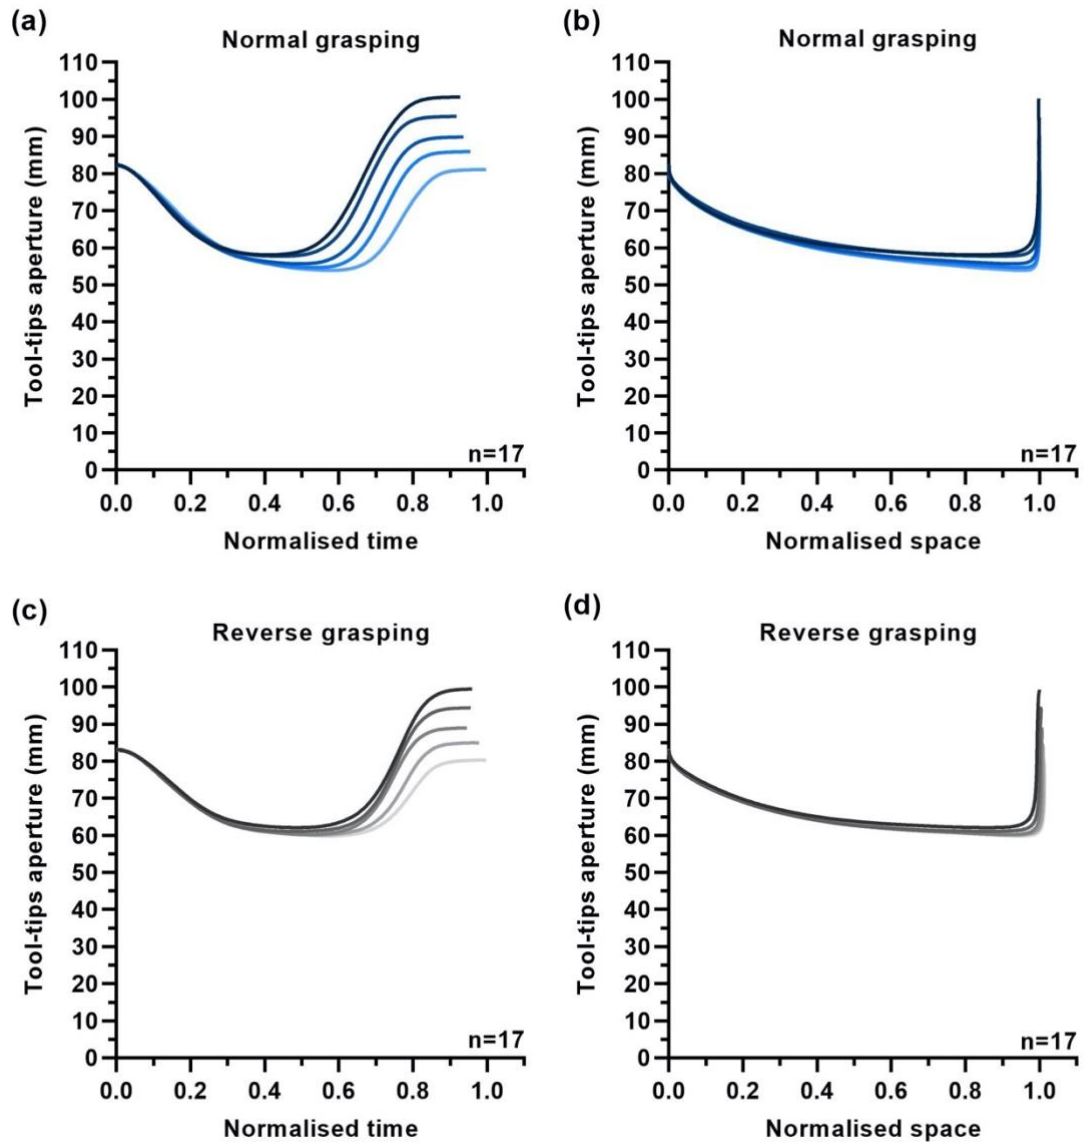 (a)
Normal grasping
Tool-tips aperture (mm)
110
100
90
80
70
60
50
40
30
20
10
0
n=17
0.0 0.2 0.4 0.6 0.8 1.0
Normalised time
(b)
Normal grasping
Tool-tips aperture (mm)
110
100
90
80
70
60
50
40
30
20
10
0
n=17
0.0 0.2 0.4 0.6 0.8 1.0
Normalised space
(c)
Reverse grasping
Tool-tips aperture (mm)
110
100
90
80
70
60
50
40
30
20
10
0
n=17
0.0 0.2 0.4 0.6 0.8 1.0
Normalised time
(d)
Reverse grasping
Tool-tips aperture (mm)
110
100
90
80
70
60
50
40
30
20
10
0
n=17
0.0 0.2 0.4 0.6 0.8 1.0
Normalised space